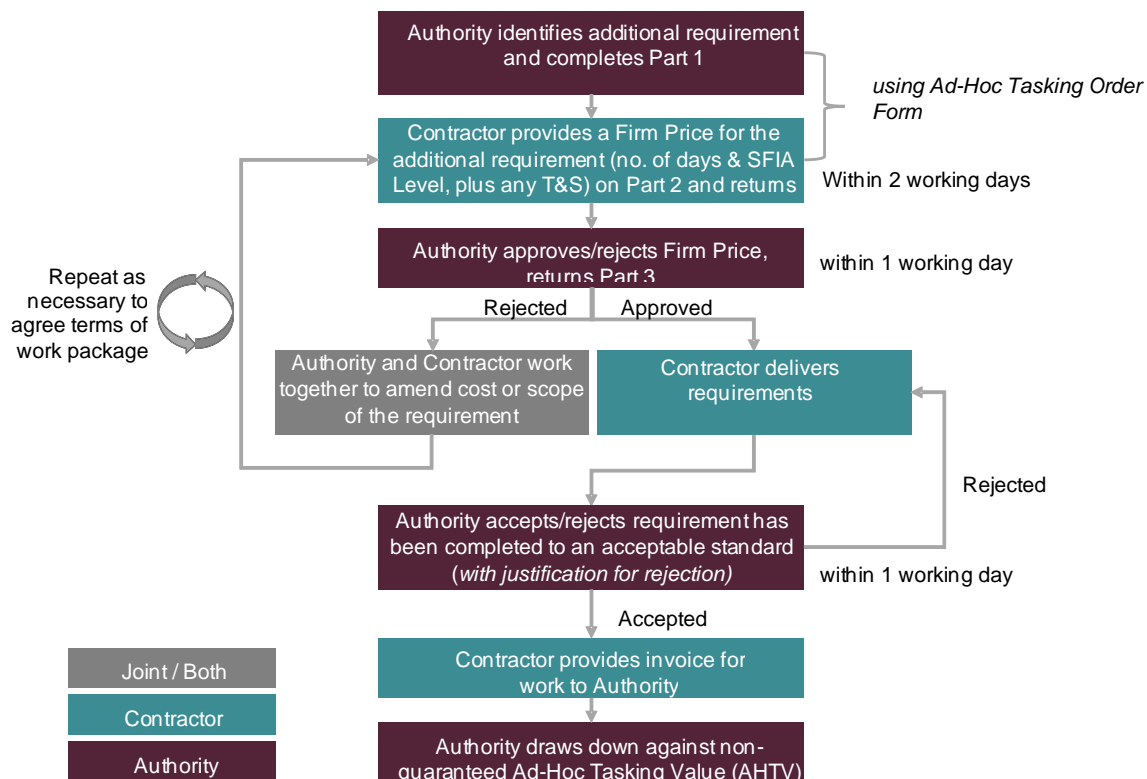 Authority identifies additional requirement
and completes Part 1
using Ad-Hoc Tasking Order
Form
Contractor provides a Firm Price for the
additional requirement (no. of days & SFIA
Level, plus any T&S) on Part 2 and returns
Within 2 working days
Authority approves/rejects Firm Price,
returns Part 3
within 1 working day
Repeat as
necessary to
agree terms of
work package
Rejected
Approved
Authority and Contractor work
together to amend cost or scope
of the requirement
Contractor delivers
requirements
Rejected
Authority accepts/rejects requirement has
been completed to an acceptable standard
(with justification for rejection)
within 1 working day
Accepted
Contractor provides invoice for
work to Authority
Authority draws down against non-
guaranteed Ad-Hoc Tasking Value (AHTV)
Joint / Both
Contractor
Authority